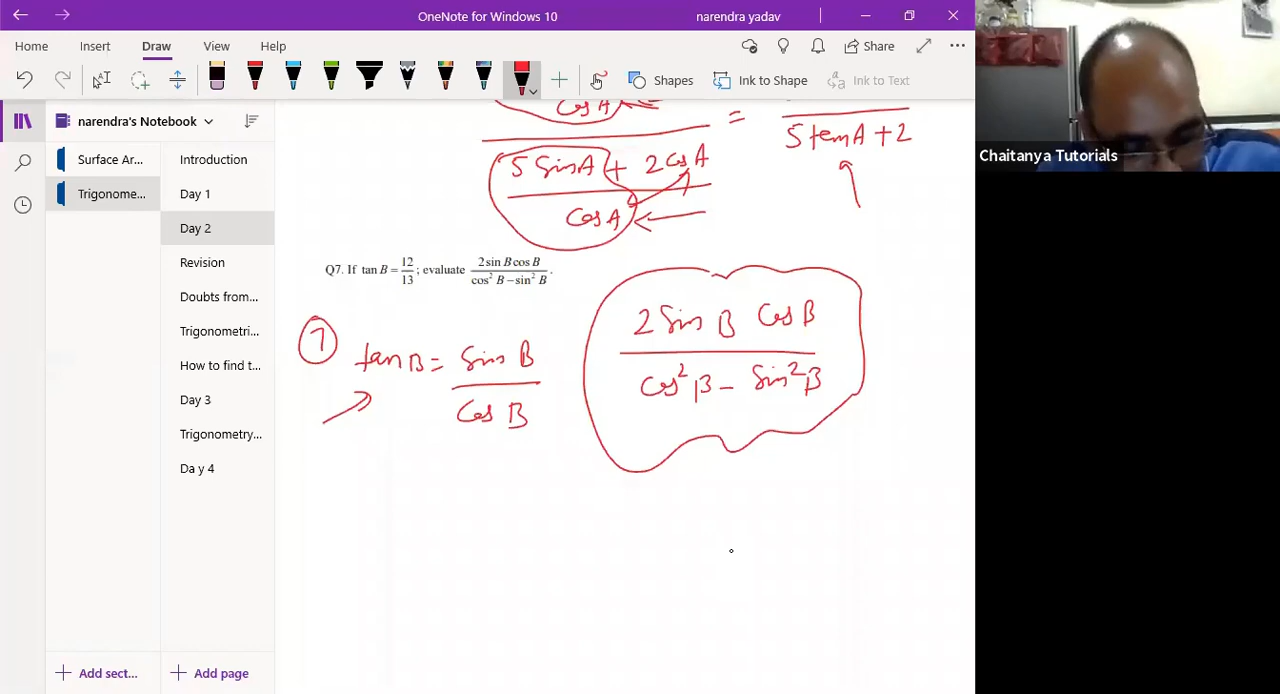 OneNote for Windows 10
narendra yadav
Home Insert Draw View Help
Share
Shapes
Ink to Shape
Ink to Text
narendra's Notebook
Surface Ar...
Trigonome...
Introduction
Day 1
Day 2
Revision
Doubts from...
Trigonometri...
How to find t...
Day 3
Trigonometry...
Da y 4
Add sect...
Add page
Cos A
5 Sin A + 2 Cos A
Cos A
=
5 tan A + 2
Q7. If tan B = 12/13; evaluate 2 sin B cos B / cos² B − sin² B.
7
tan B = Sin B / Cos B
2 Sin B Cos B
Cos² B − Sin² B
Chaitanya Tutorials